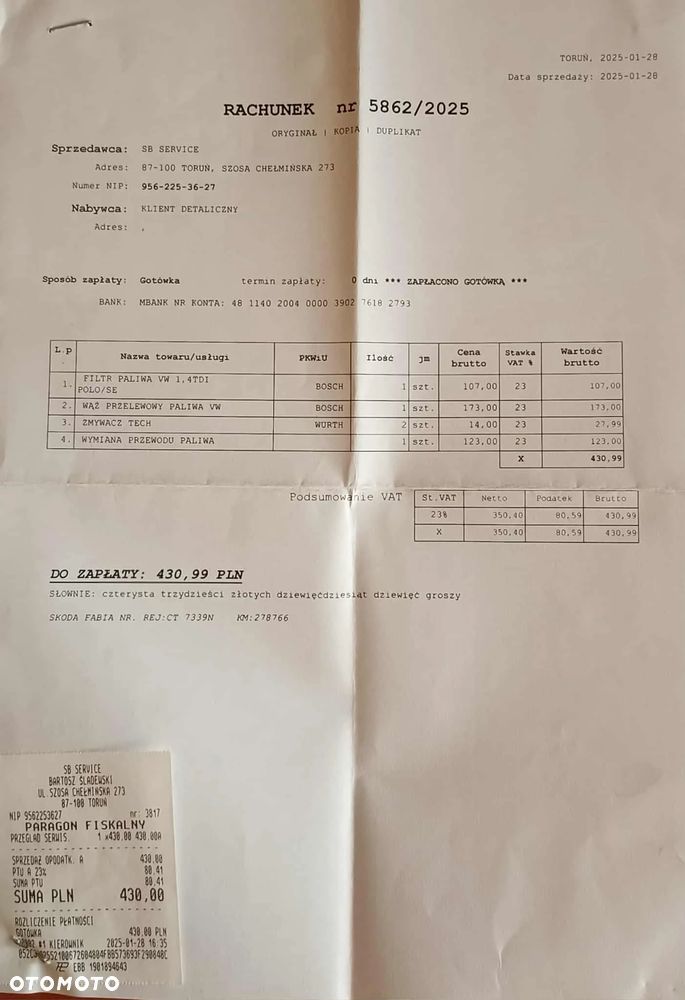 TORUŃ, 2025-01-28
Data sprzedaży: 2025-01-28
RACHUNEK nr 5862/2025
ORYGINAŁ | KOPIA | DUPLIKAT
Sprzedawca: SB SERVICE
Adres: 87-100 TORUŃ, SZOSA CHEŁMIŃSKA 273
Numer NIP: 956-225-36-27
Nabywca: KLIENT DETALICZNY
Adres: ,
Sposób zapłaty: Gotówka termin zapłaty: 0 dni *** ZAPŁACONO GOTÓWKĄ ***
BANK: MBANK NR KONTA: 48 1140 2004 0000 3902 7618 2793
L.p. Nazwa towaru/usługi PKWiU Ilość jm Cena brutto Stawka VAT % Wartość brutto
1. FILTR PALIWA VW 1,4TDI POLO/SE BOSCH 1 szt. 107,00 23 107,00
2. WĄŻ PRZELEWOWY PALIWA VW BOSCH 1 szt. 173,00 23 173,00
3. ZMYWACZ TECH WURTH 2 szt. 14,00 23 27,99
4. WYMIANA PRZEWODU PALIWA 1 szt. 123,00 23 123,00
X 430,99
Podsumowanie VAT St.VAT Netto Podatek Brutto
23% 350,40 80,59 430,99
X 350,40 80,59 430,99
DO ZAPŁATY: 430,99 PLN
SŁOWNIE: czterysta trzydzieści złotych dziewięćdziesiąt dziewięć groszy
SKODA FABIA NR. REJ:CT 7339N KM:278766
SB SERVICE
BARTOSZ ŚLADEWSKI
UL.SZOSA CHEŁMIŃSKA 273
87-100 TORUŃ
NIP 9562253627 nr: 3817
PARAGON FISKALNY
PRZEGLĄD SERWIS. 1 x430,00 430,00A
SPRZEDAŻ OPODATK. A 430,00
PTU A 23% 80,41
SUMA PTU 80,41
SUMA PLN 430,00
ROZLICZENIE PŁATNOŚCI
GOTÓWKA 430,00 PLN
#1 KIEROWNIK 2025-01-28 16:35
EBB 1901894643
OTOMOTO